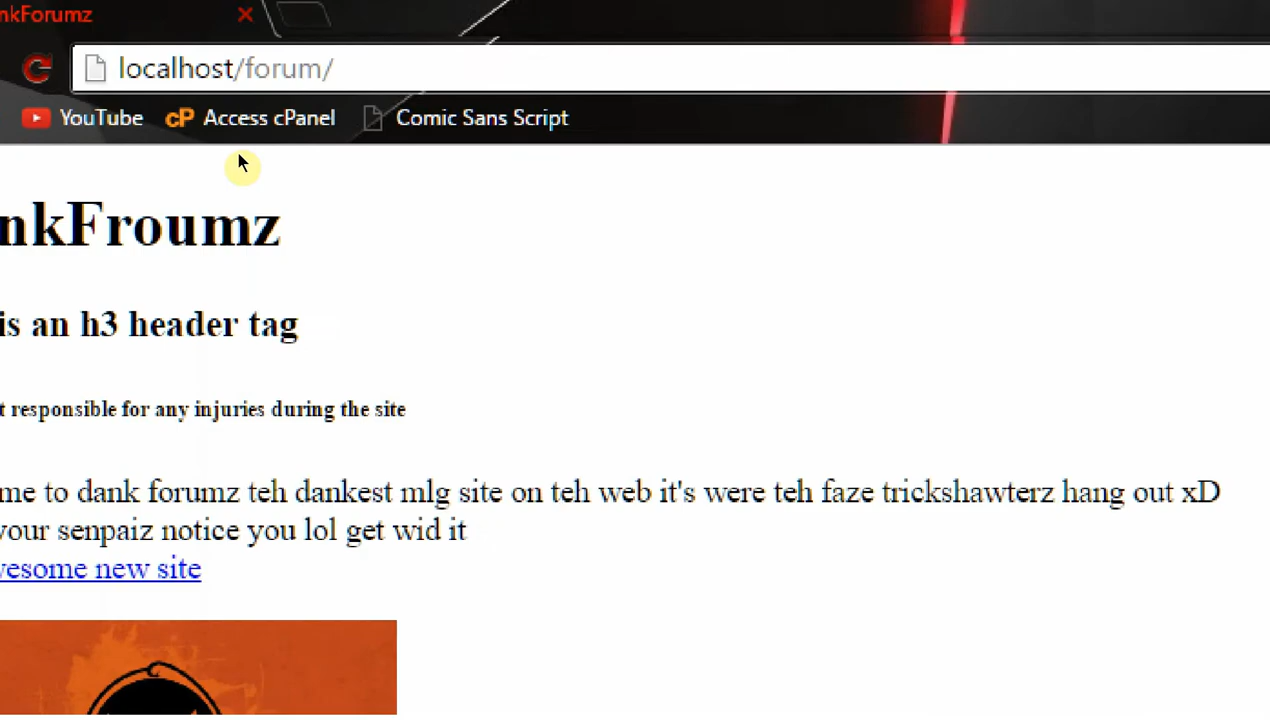 nkForumz
localhost/forum/
YouTube cP Access cPanel Comic Sans Script
nkFroumz
is an h3 header tag
t responsible for any injuries during the site
me to dank forumz teh dankest mlg site on teh web it's were teh faze trickshawterz hang out xD
your senpaiz notice you lol get wid it
wesome new site